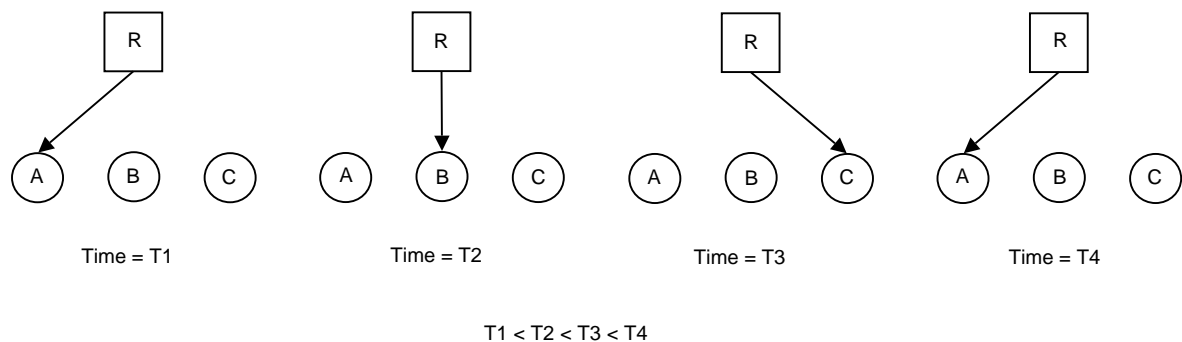 R R R R
A B C A B C A B C A B C
Time = T1 Time = T2 Time = T3 Time = T4
T1 < T2 < T3 < T4